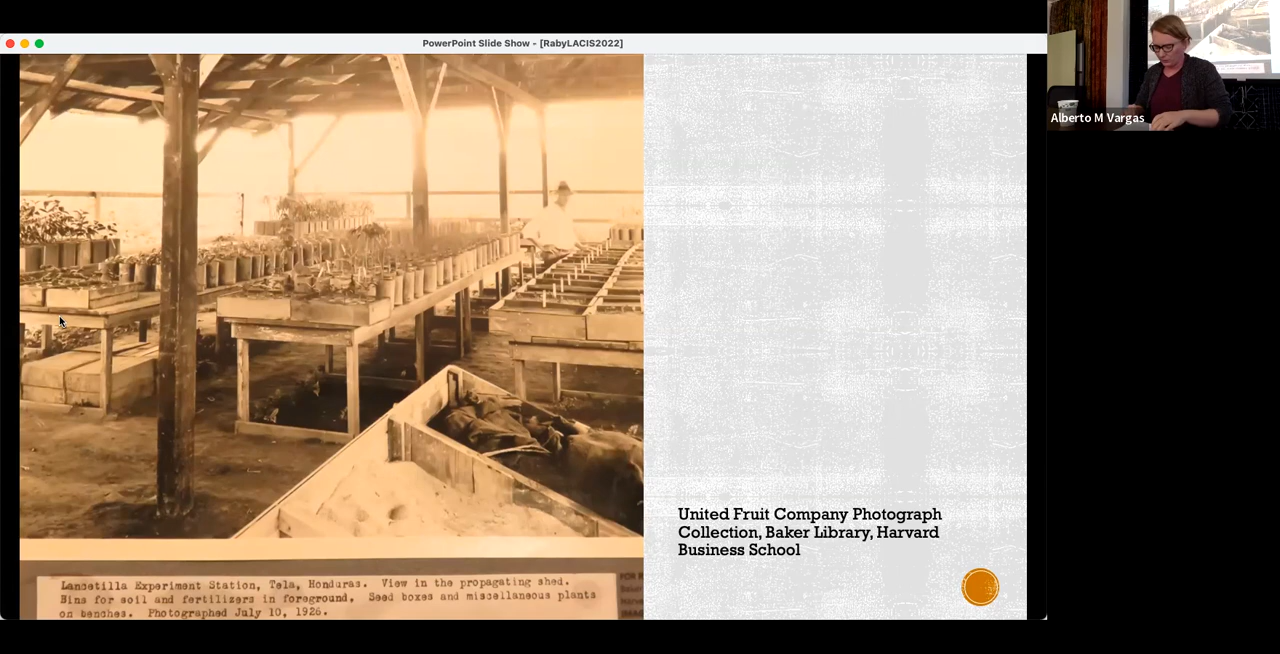 PowerPoint Slide Show - [RabyLACIS2022]
Alberto M Vargas
United Fruit Company Photograph
Collection, Baker Library, Harvard
Business School
Lancetilla Experiment Station, Tela, Honduras. View in the propagating shed.
Bins for soil and fertilizers in foreground. Seed boxes and miscellaneous plants
on benches. Photographed July 10, 1926.